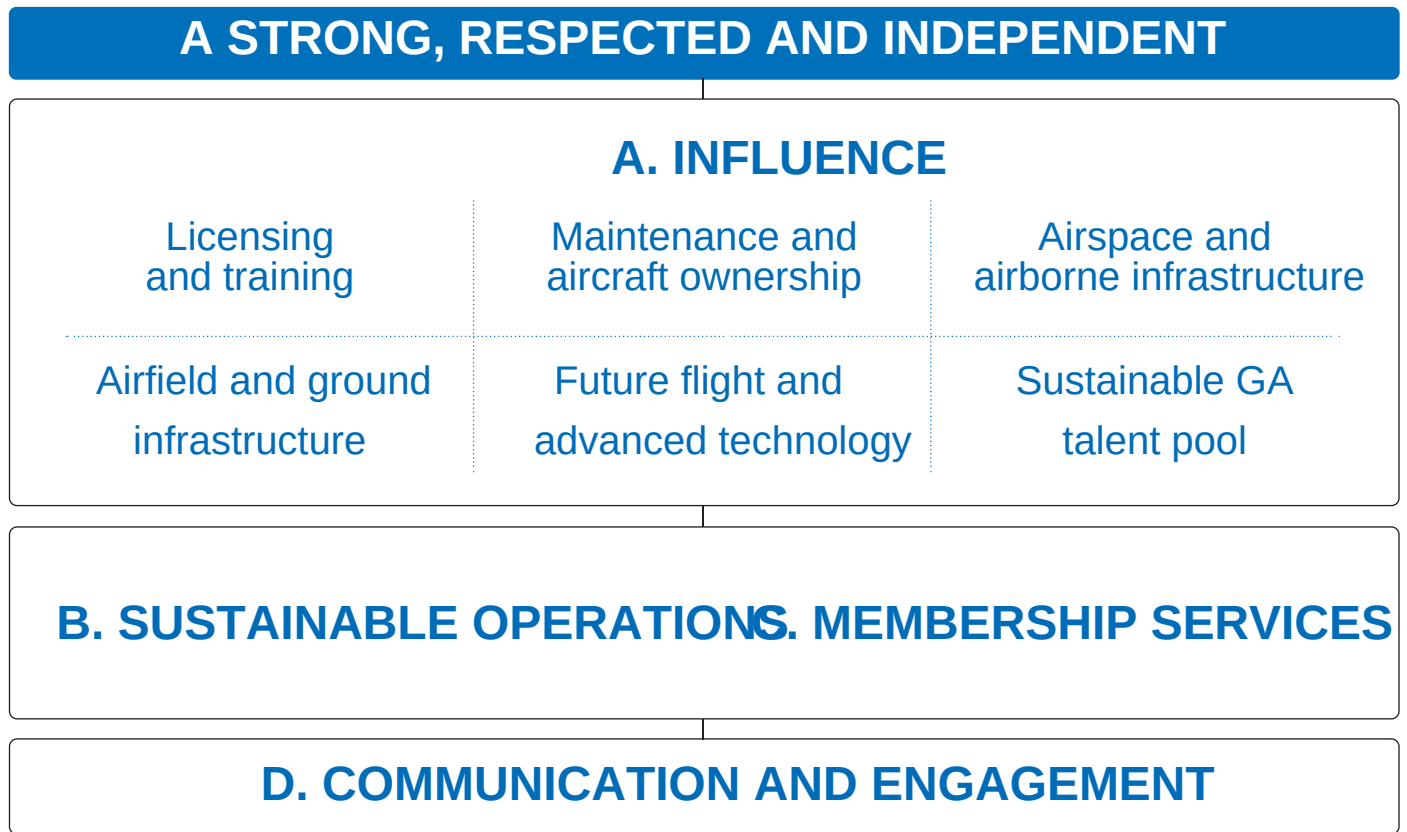 A STRONG, RESPECTED AND INDEPENDENT
A. INFLUENCE
Licensing
and training
Maintenance and
aircraft ownership
Airspace and
airborne infrastructure
Airfield and ground
infrastructure
Future flight and
advanced technology
Sustainable GA
talent pool
B. SUSTAINABLE OPERATIONS
C. MEMBERSHIP SERVICES
D. COMMUNICATION AND ENGAGEMENT